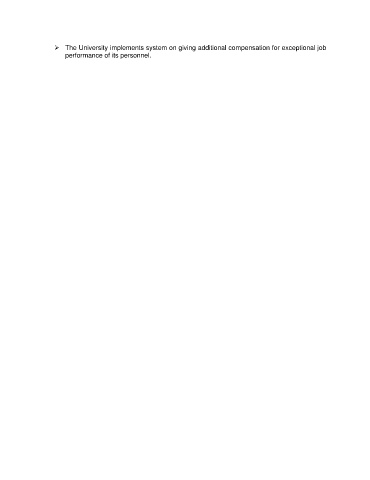 ➢ The University implements system on giving additional compensation for exceptional job
performance of its personnel.